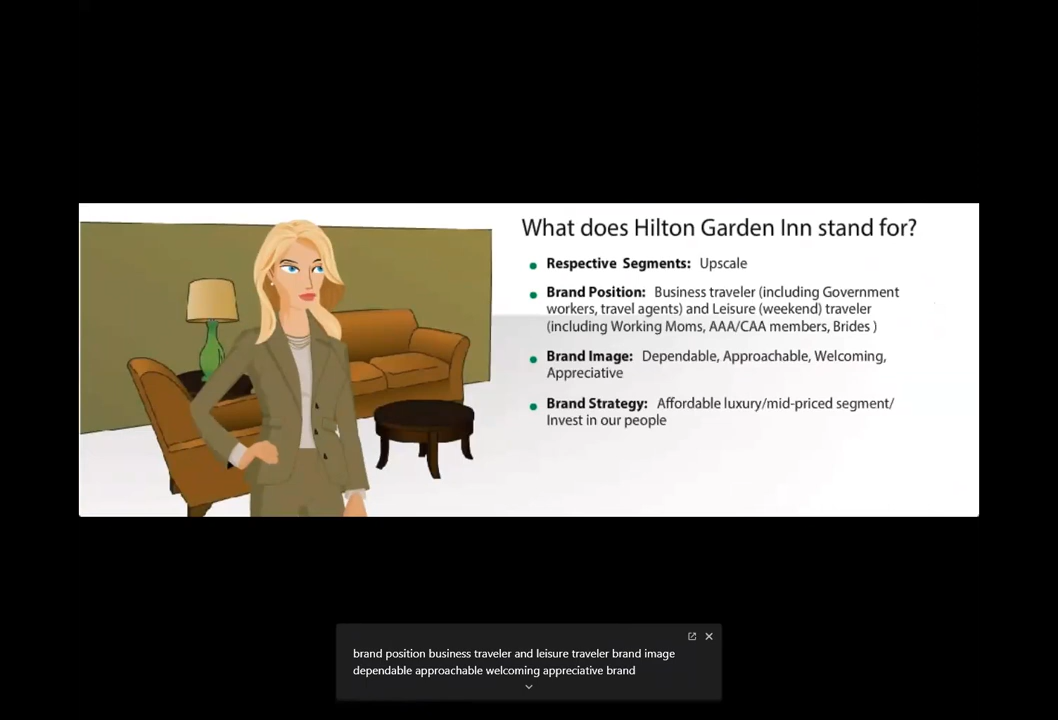 What does Hilton Garden Inn stand for?
Respective Segments: Upscale
Brand Position: Business traveler (including Government
workers, travel agents) and Leisure (weekend) traveler
(including Working Moms, AAA/CAA members, Brides )
Brand Image: Dependable, Approachable, Welcoming,
Appreciative
Brand Strategy: Affordable luxury/mid-priced segment/
Invest in our people
brand position business traveler and leisure traveler brand image
dependable approachable welcoming appreciative brand